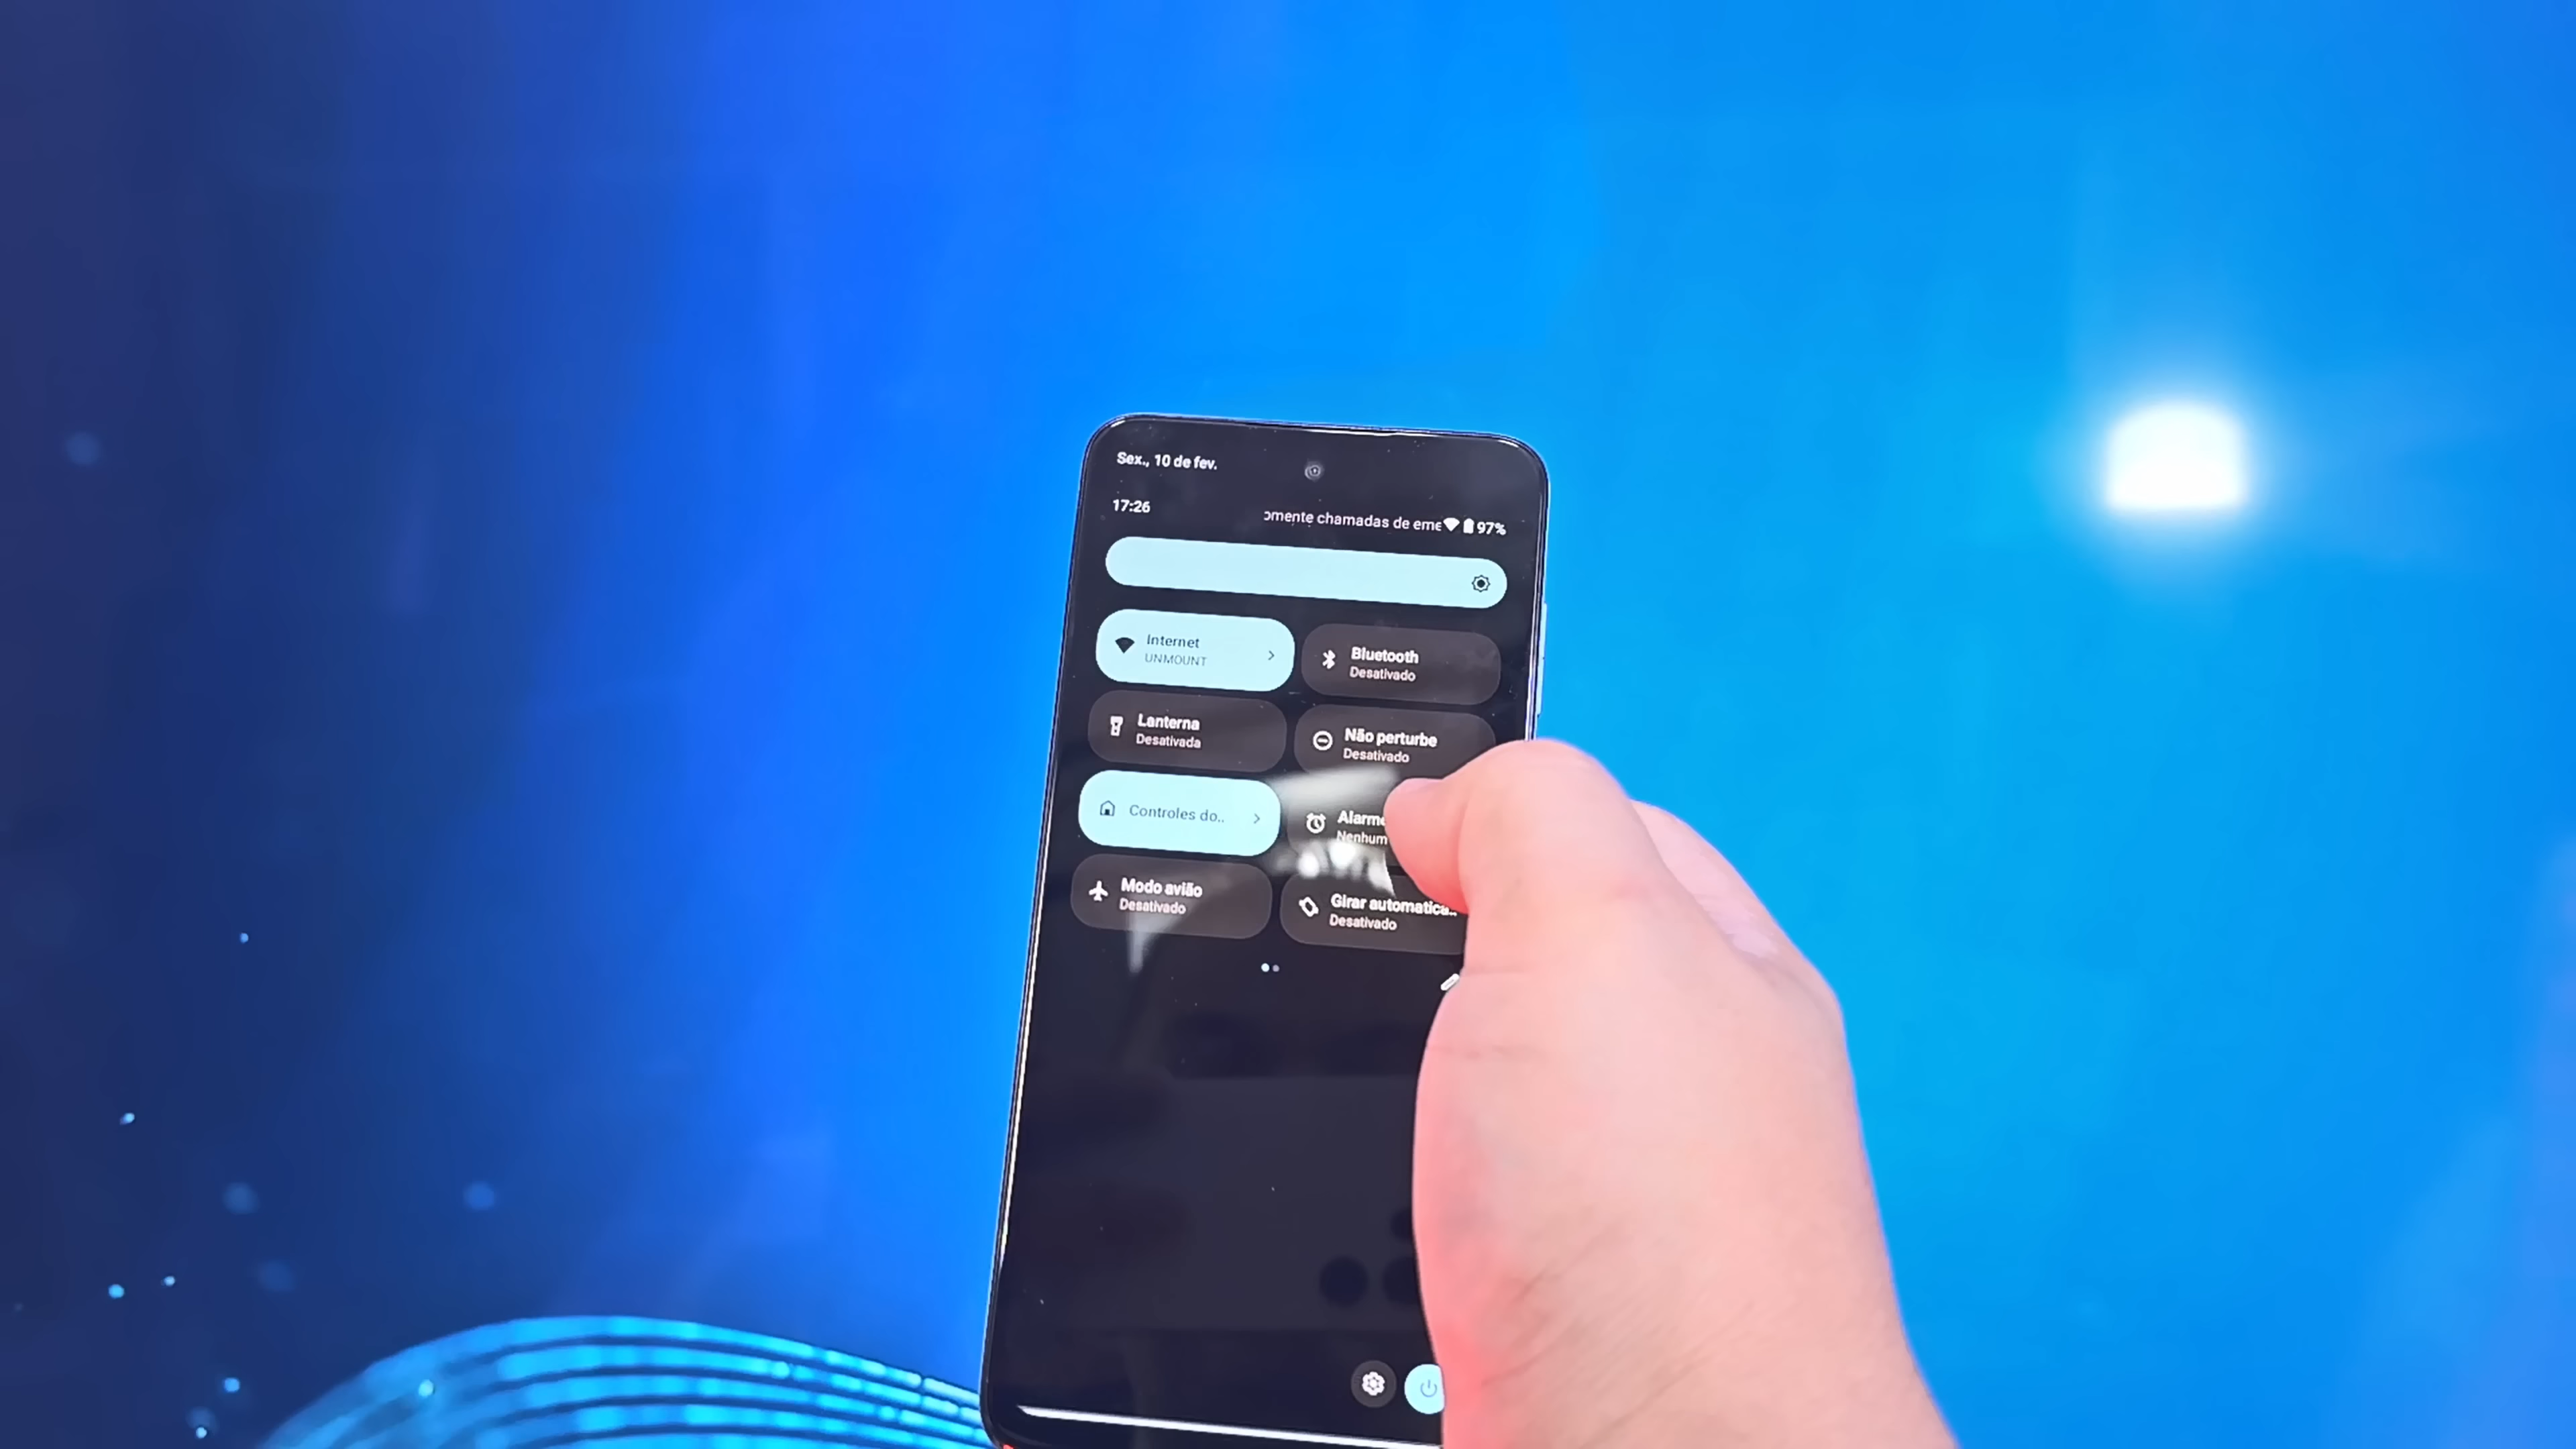 Sex., 10 de fev.
17:26
omente chamadas de eme 97%
Internet
UNMOUNT
Bluetooth
Desativado
Lanterna
Desativada
Não perturbe
Desativado
Controles do..
Alarme
Nenhum
Modo avião
Desativado
Girar automatica..
Desativado